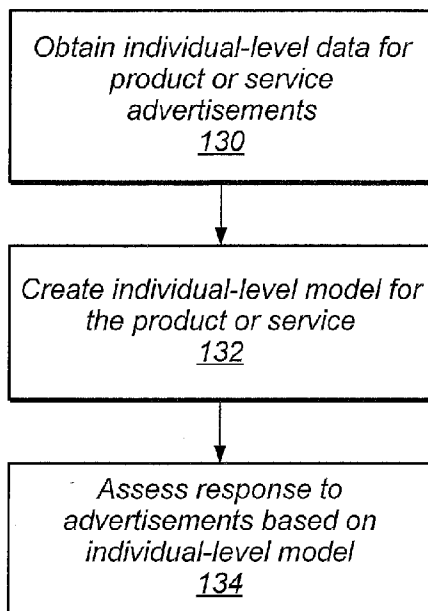 Obtain individual-level data for
product or service
advertisements
130
Create individual-level model for
the product or service
132
Assess response to
advertisements based on
individual-level model
134